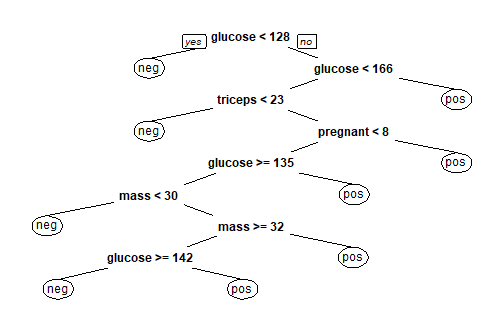 yes glucose < 128 no
neg glucose < 166
triceps < 23 pos
neg pregnant < 8
glucose >= 135 pos
mass < 30 pos
neg mass >= 32
glucose >= 142 pos
neg pos